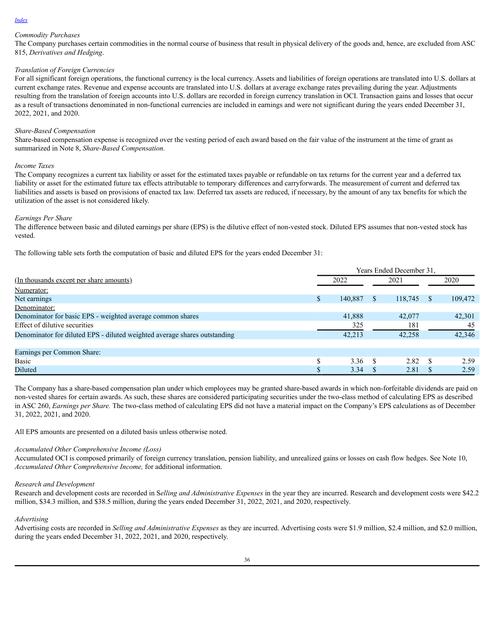 Index
Commodity Purchases
The Company purchases certain commodities in the normal course of business that result in physical delivery of the goods and, hence, are excluded from ASC
815, Derivatives and Hedging.
Translation of Foreign Currencies
For all significant foreign operations, the functional currency is the local currency. Assets and liabilities of foreign operations are translated into U.S. dollars at
current exchange rates. Revenue and expense accounts are translated into U.S. dollars at average exchange rates prevailing during the year. Adjustments
resulting from the translation of foreign accounts into U.S. dollars are recorded in foreign currency translation in OCI. Transaction gains and losses that occur
as a result of transactions denominated in non-functional currencies are included in earnings and were not significant during the years ended December 31,
2022, 2021, and 2020.
Share-Based Compensation
Share-based compensation expense is recognized over the vesting period of each award based on the fair value of the instrument at the time of grant as
summarized in Note 8, Share-Based Compensation.
Income Taxes
The Company recognizes a current tax liability or asset for the estimated taxes payable or refundable on tax returns for the current year and a deferred tax
liability or asset for the estimated future tax effects attributable to temporary differences and carryforwards. The measurement of current and deferred tax
liabilities and assets is based on provisions of enacted tax law. Deferred tax assets are reduced, if necessary, by the amount of any tax benefits for which the
utilization of the asset is not considered likely.
Earnings Per Share
The difference between basic and diluted earnings per share (EPS) is the dilutive effect of non-vested stock. Diluted EPS assumes that non-vested stock has
vested.
The following table sets forth the computation of basic and diluted EPS for the years ended December 31:
Years Ended December 31,
(In thousands except per share amounts) 2022 2021 2020
Numerator:
Net earnings $ 140,887 $ 118,745 $ 109,472
Denominator:
Denominator for basic EPS - weighted average common shares 41,888 42,077 42,301
Effect of dilutive securities 325 181 45
Denominator for diluted EPS - diluted weighted average shares outstanding 42,213 42,258 42,346
Earnings per Common Share:
Basic $ 3.36 $ 2.82 $ 2.59
Diluted $ 3.34 $ 2.81 $ 2.59
The Company has a share-based compensation plan under which employees may be granted share-based awards in which non-forfeitable dividends are paid on
non-vested shares for certain awards. As such, these shares are considered participating securities under the two-class method of calculating EPS as described
in ASC 260, Earnings per Share. The two-class method of calculating EPS did not have a material impact on the Company's EPS calculations as of December
31, 2022, 2021, and 2020.
All EPS amounts are presented on a diluted basis unless otherwise noted.
Accumulated Other Comprehensive Income (Loss)
Accumulated OCI is composed primarily of foreign currency translation, pension liability, and unrealized gains or losses on cash flow hedges. See Note 10,
Accumulated Other Comprehensive Income, for additional information.
Research and Development
Research and development costs are recorded in Selling and Administrative Expenses in the year they are incurred. Research and development costs were $42.2
million, $34.3 million, and $38.5 million, during the years ended December 31, 2022, 2021, and 2020, respectively.
Advertising
Advertising costs are recorded in Selling and Administrative Expenses as they are incurred. Advertising costs were $1.9 million, $2.4 million, and $2.0 million,
during the years ended December 31, 2022, 2021, and 2020, respectively.
36